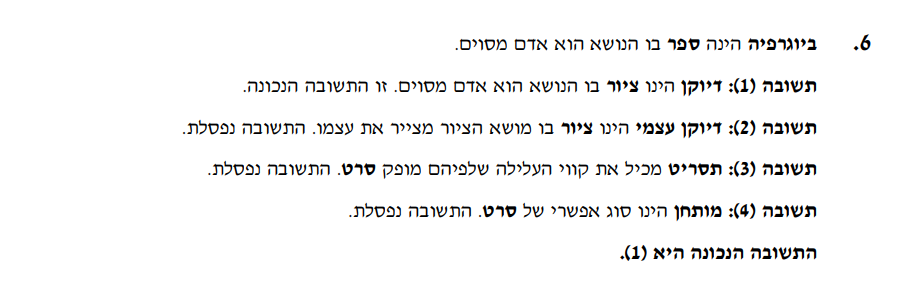 6. ביוגרפיה הינה ספר בו הנושא הוא אדם מסוים.
תשובה (1): דיוקן הינו ציור בו הנושא הוא אדם מסוים. זו התשובה הנכונה.
תשובה (2): דיוקן עצמי הינו ציור בו מושא הציור מצייר את עצמו. התשובה נפסלת.
תשובה (3): תסריט מכיל את קווי העלילה שלפיהם מופק סרט. התשובה נפסלת.
תשובה (4): מותחן הינו סוג אפשרי של סרט. התשובה נפסלת.
התשובה הנכונה היא (1).